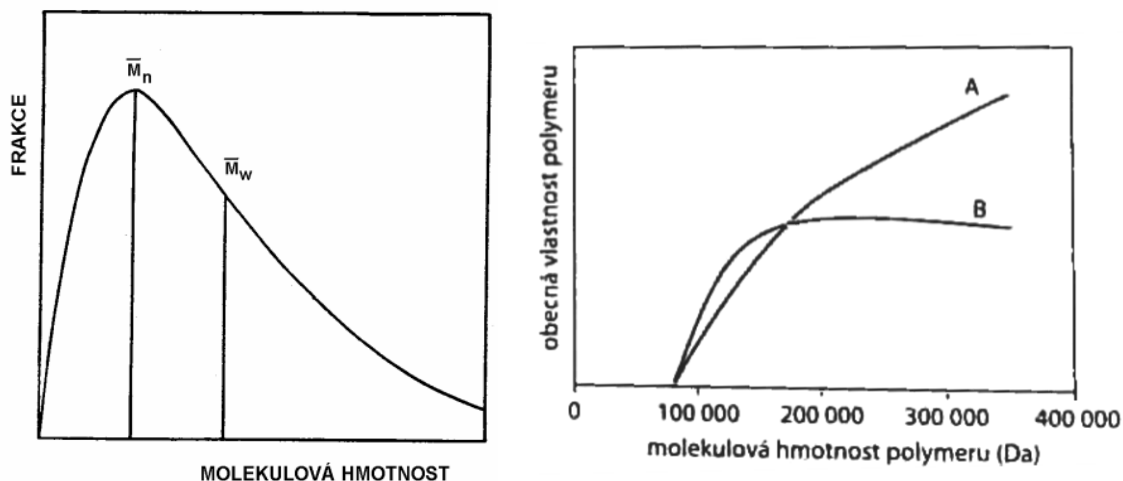 M̅n
M̅w
FRAKCE
MOLEKULOVÁ HMOTNOST
A
B
obecná vlastnost polymeru
0
100 000
200 000
300 000
400 000
molekulová hmotnost polymeru (Da)